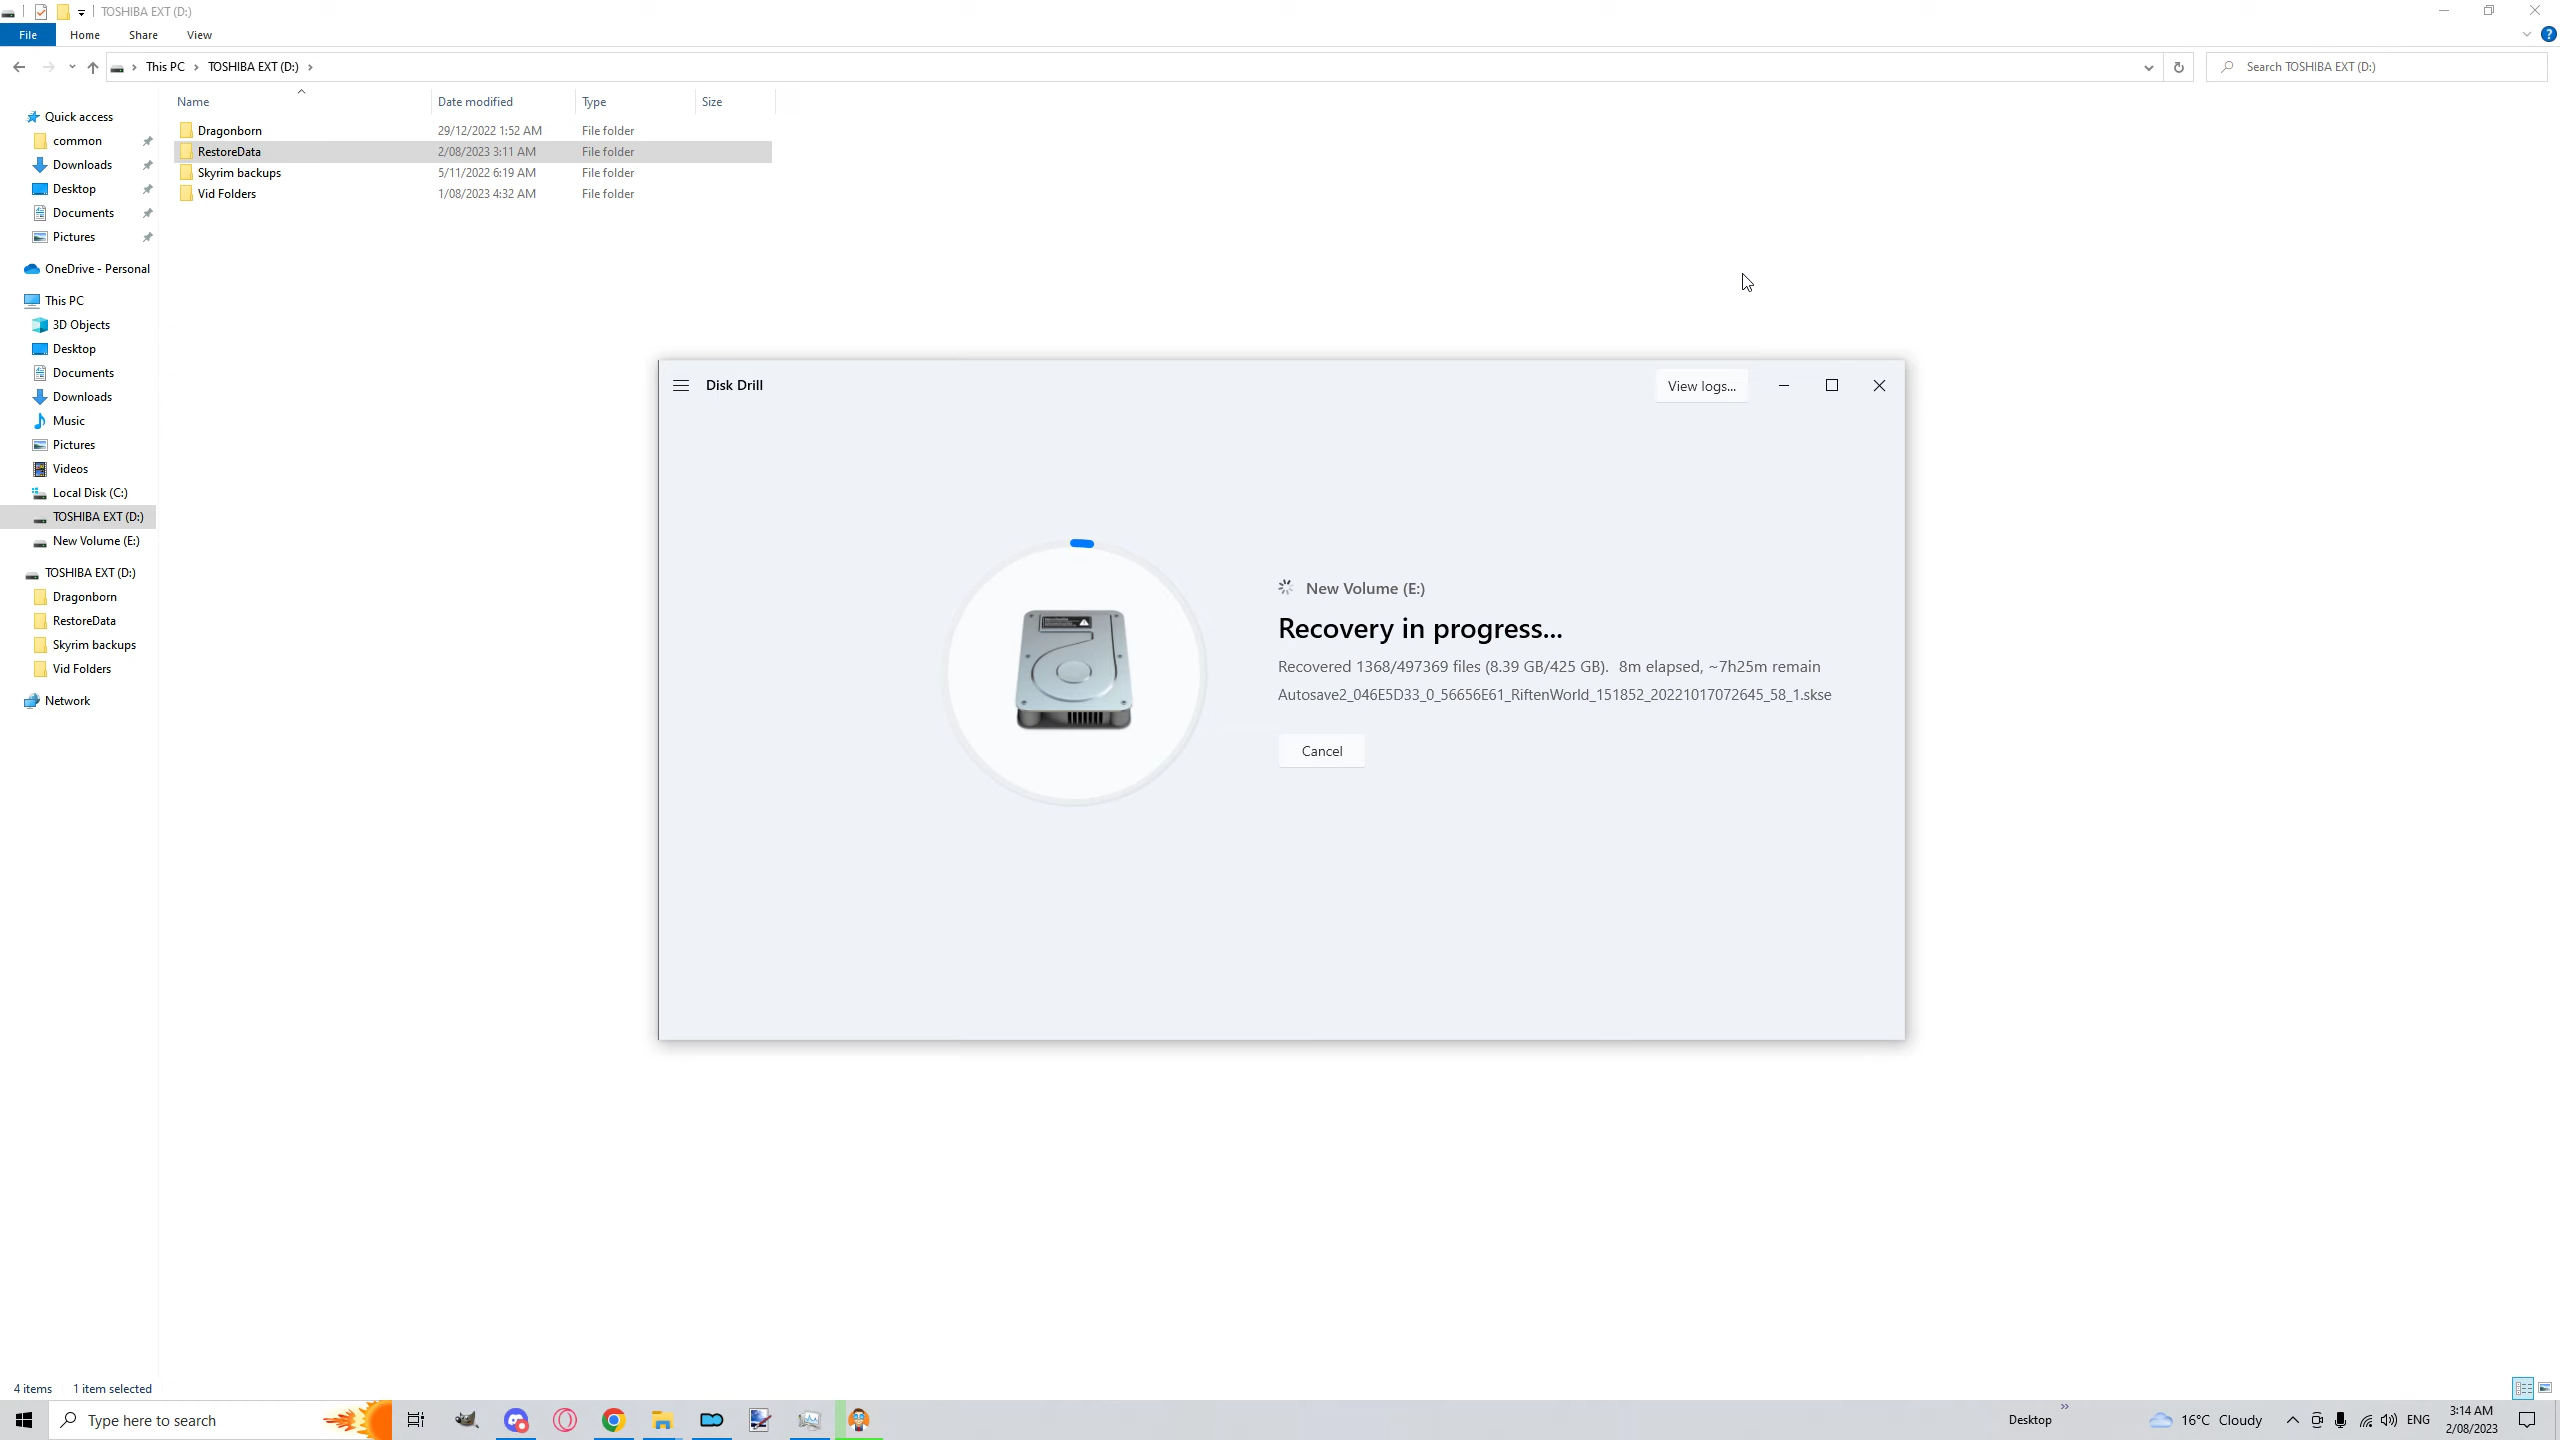 TOSHIBA EXT (D:)
File Home Share View
This PC TOSHIBA EXT (D:) Search TOSHIBA EXT (D:)
Name Date modified Type Size
Dragonborn 29/12/2022 1:52 AM File folder
RestoreData 2/08/2023 3:11 AM File folder
Skyrim backups 5/11/2022 6:19 AM File folder
Vid Folders 1/08/2023 4:32 AM File folder
Quick access
common
Downloads
Desktop
Documents
Pictures
OneDrive - Personal
This PC
3D Objects
Desktop
Documents
Downloads
Music
Pictures
Videos
Local Disk (C:)
TOSHIBA EXT (D:)
New Volume (E:)
TOSHIBA EXT (D:)
Dragonborn
RestoreData
Skyrim backups
Vid Folders
Network
Disk Drill View logs...
New Volume (E:)
Recovery in progress...
Recovered 1368/497369 files (8.39 GB/425 GB). 8m elapsed, ~7h25m remain
Autosave2_046E5D33_0_56656E61_RiftenWorld_151852_20221017072645_58_1.skse
Cancel
4 items 1 item selected
Type here to search Desktop 16°C Cloudy ENG 3:14 AM
2/08/2023